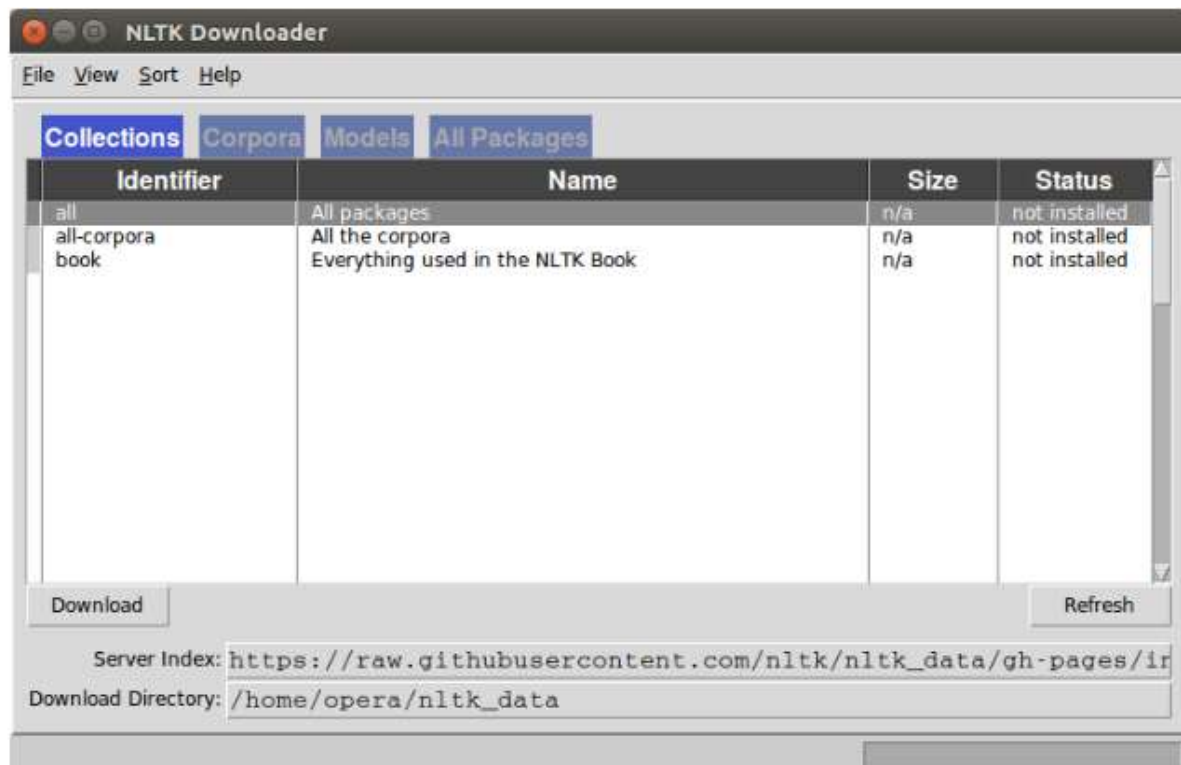 NLTK Downloader
File View Sort Help
Collections Corpora Models All Packages
Identifier Name Size Status
all All packages n/a not installed
all-corpora All the corpora n/a not installed
book Everything used in the NLTK Book n/a not installed
Download Refresh
Server Index: https://raw.githubusercontent.com/nltk/nltk_data/gh-pages/in
Download Directory: /home/opera/nltk_data